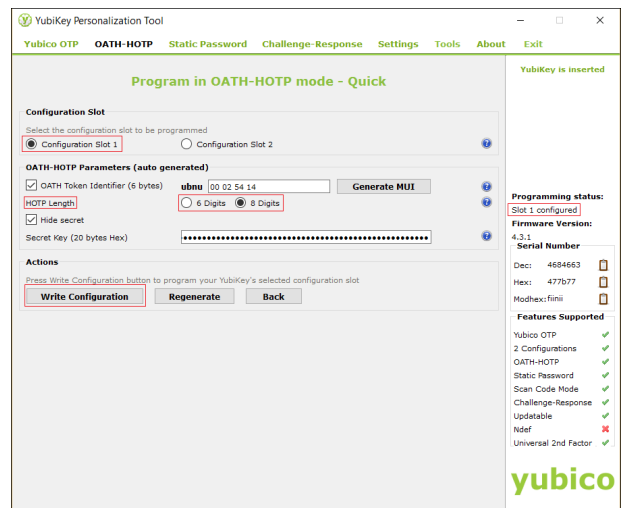 YubiKey Personalization Tool
Yubico OTP OATH-HOTP Static Password Challenge-Response Settings Tools About Exit
Program in OATH-HOTP mode - Quick
Configuration Slot
Select the configuration slot to be programmed
Configuration Slot 1 Configuration Slot 2
OATH-HOTP Parameters (auto generated)
OATH Token Identifier (6 bytes) ubnu 00 02 54 14 Generate MUI
HOTP Length 6 Digits 8 Digits
Hide secret
Secret Key (20 bytes Hex)
Actions
Press Write Configuration button to program your YubiKey's selected configuration slot
Write Configuration Regenerate Back
YubiKey is inserted
Programming status:
Slot 1 configured
Firmware Version:
4.3.1
Serial Number
Dec: 4684663
Hex: 477b77
Modhex: fiinii
Features Supported
Yubico OTP
2 Configurations
OATH-HOTP
Static Password
Scan Code Mode
Challenge-Response
Updatable
Ndef
Universal 2nd Factor
yubico